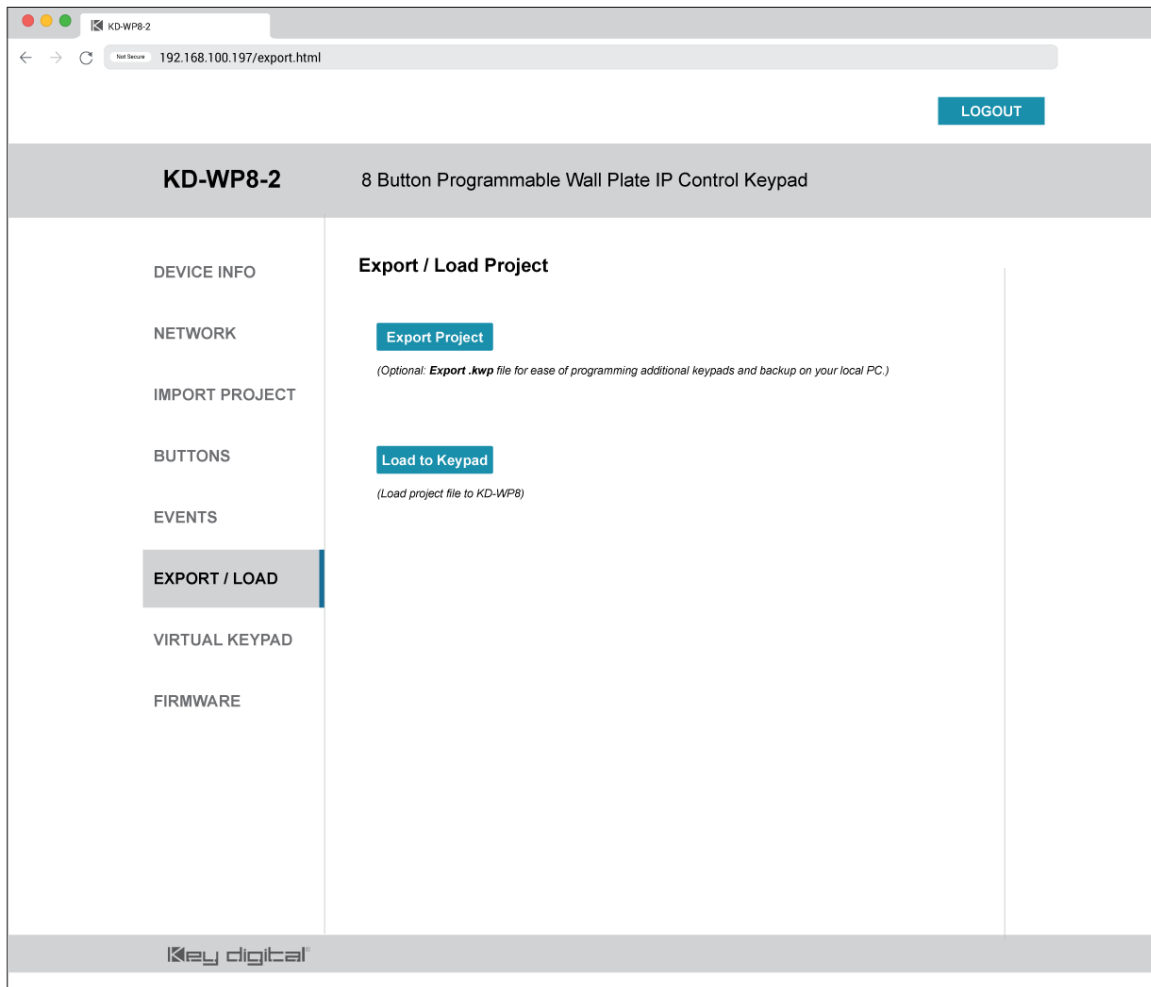 KD-WP8-2
Not Secure 192.168.100.197/export.html
LOGOUT
KD-WP8-2 8 Button Programmable Wall Plate IP Control Keypad
DEVICE INFO
NETWORK
IMPORT PROJECT
BUTTONS
EVENTS
EXPORT / LOAD
VIRTUAL KEYPAD
FIRMWARE
Export / Load Project
Export Project
(Optional: Export .kwp file for ease of programming additional keypads and backup on your local PC.)
Load to Keypad
(Load project file to KD-WP8)
Key digital®